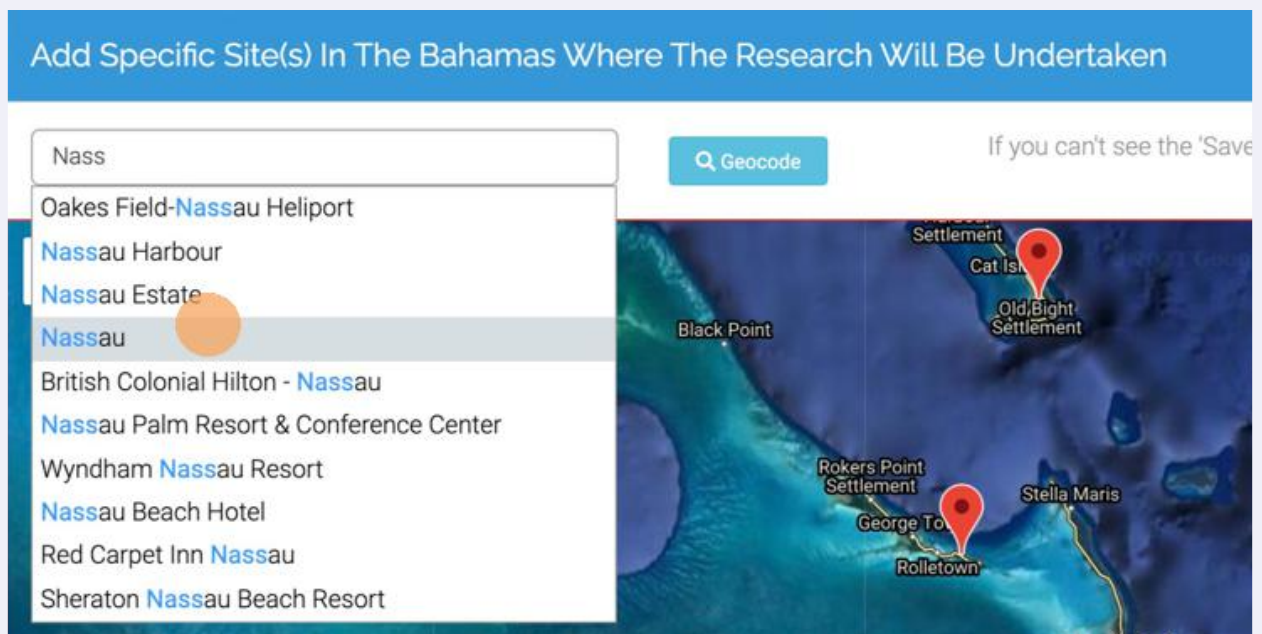 Add Specific Site(s) In The Bahamas Where The Research Will Be Undertaken
Nass
Geocode
If you can't see the 'Save
Oakes Field-Nassau Heliport
Nassau Harbour
Nassau Estate
Nassau
British Colonial Hilton - Nassau
Nassau Palm Resort & Conference Center
Wyndham Nassau Resort
Nassau Beach Hotel
Red Carpet Inn Nassau
Sheraton Nassau Beach Resort
Settlement
Cat Isl
Old Bight
Settlement
Black Point
Rokers Point
Settlement
Stella Maris
George To
Rolletown